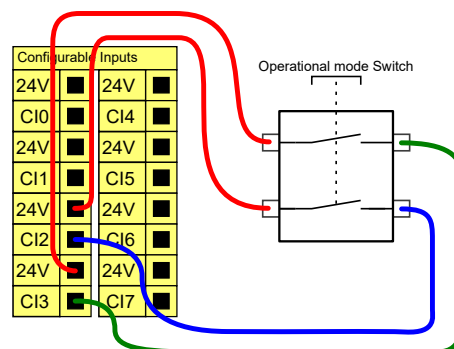 Configurable Inputs
Operational mode Switch
24V 24V
CI0 CI4
24V 24V
CI1 CI5
24V 24V
CI2 CI6
24V 24V
CI3 CI7